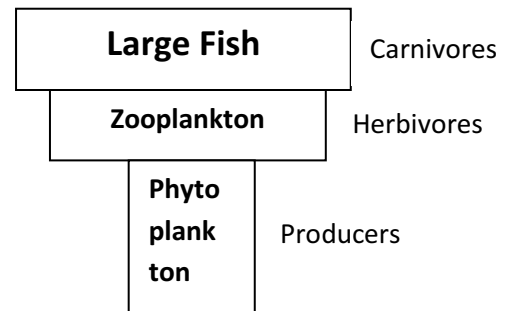 Large Fish
Carnivores
Zooplankton
Herbivores
Phyto
plank
ton
Producers